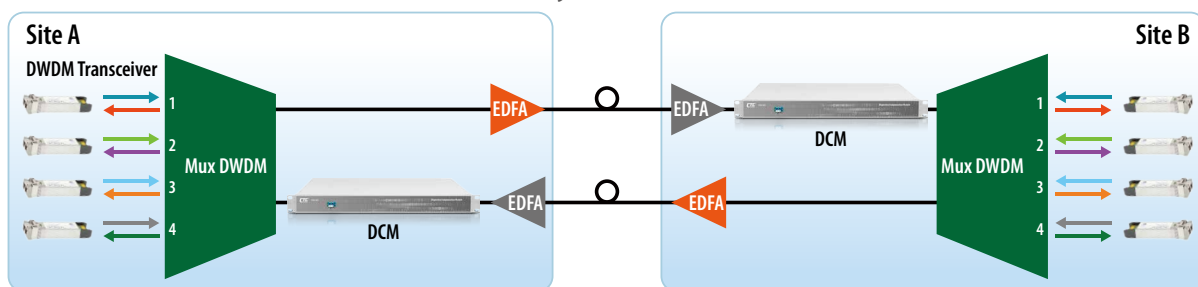 Site A
Site B
DWDM Transceiver
EDFA
EDFA
1
1
DCM
2
2
Mux DWDM
Mux DWDM
3
3
EDFA
EDFA
DCM
4
4